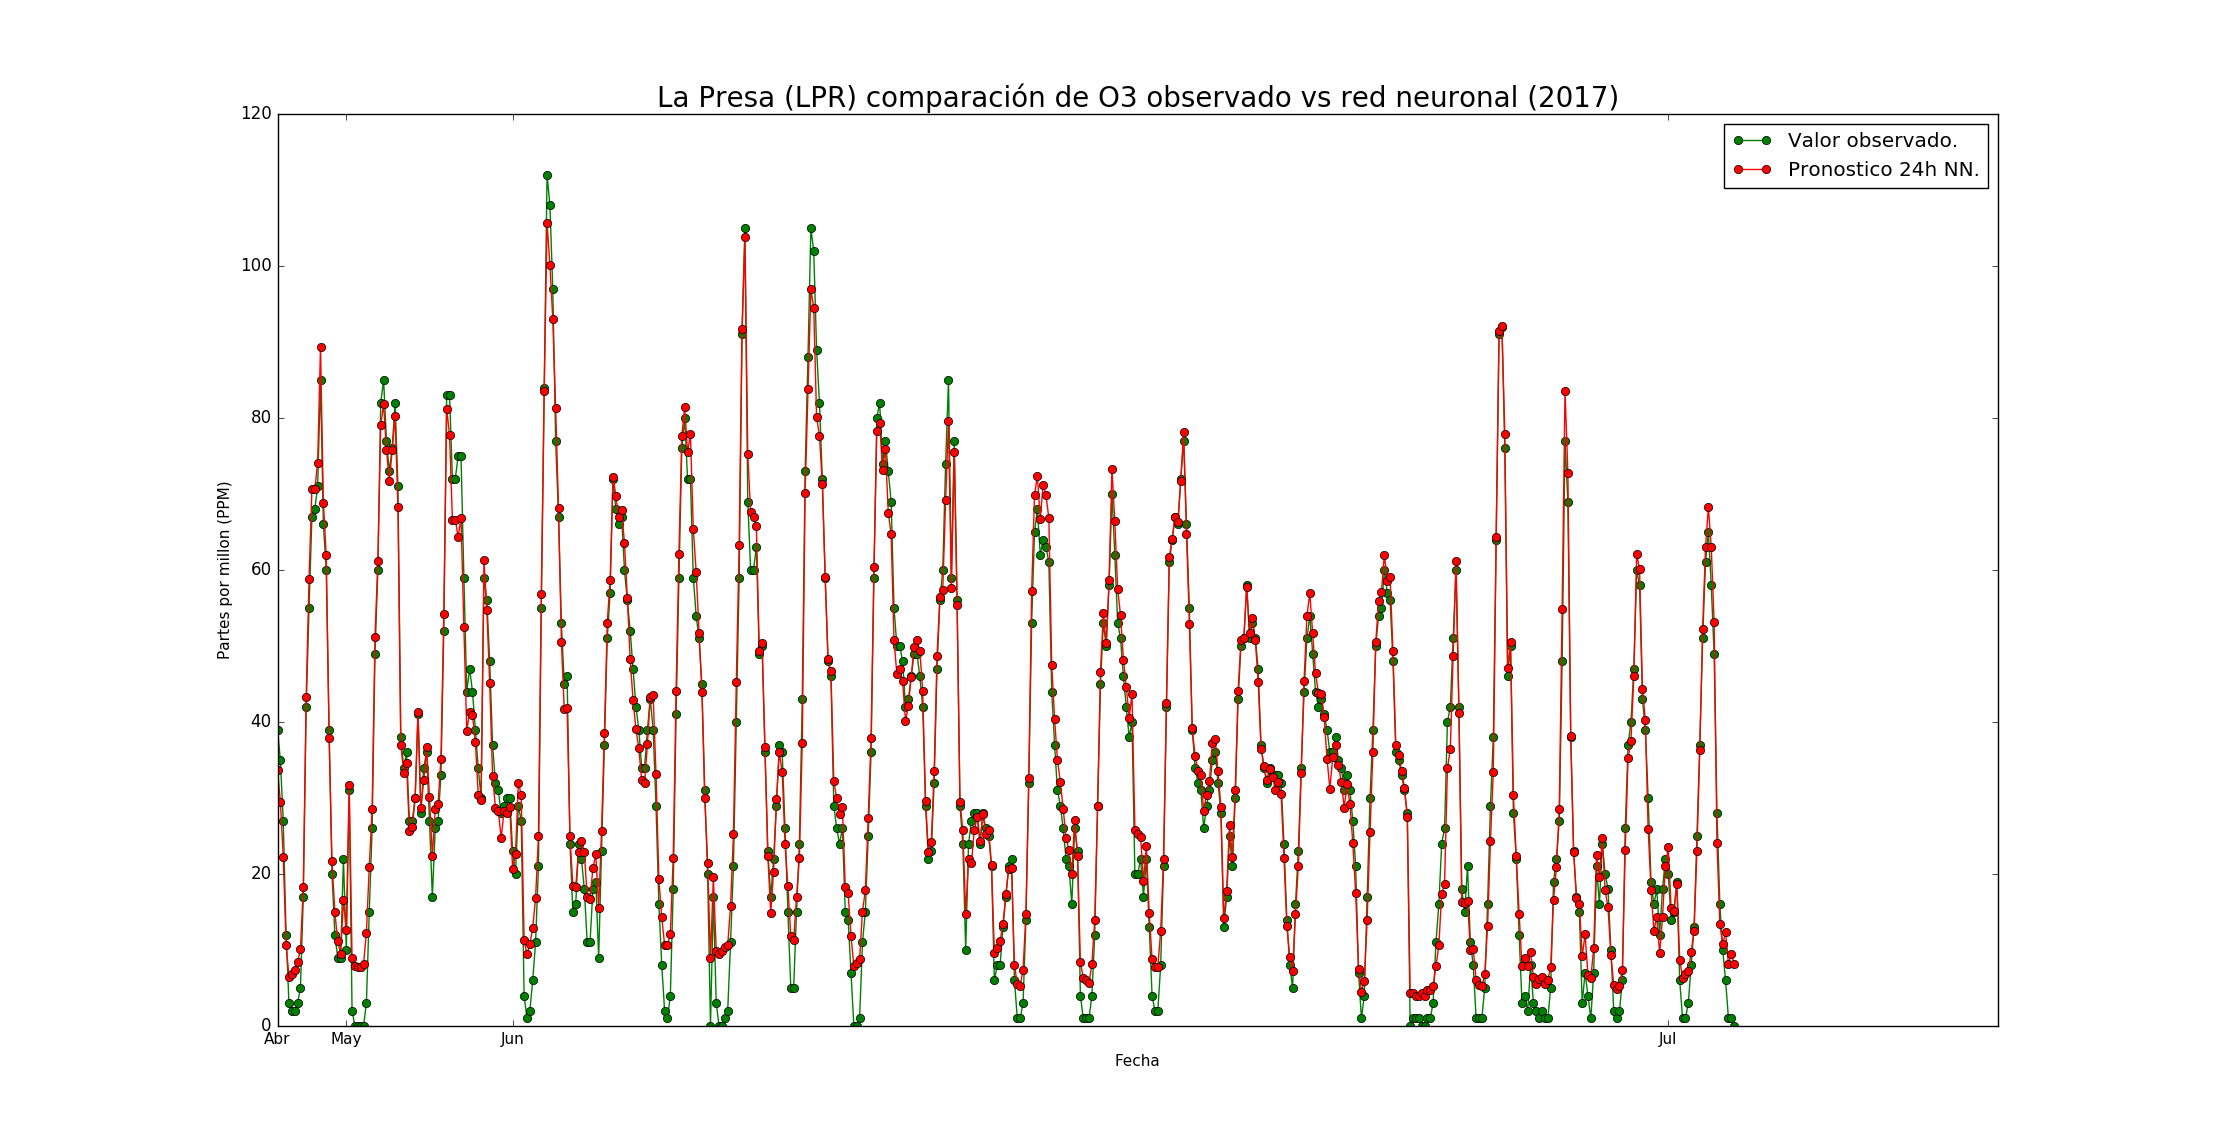 La Presa (LPR) comparación de O3 observado vs red neuronal (2017)
120
100
80
60
40
20
0
Partes por millon (PPM)
Valor observado.
Pronostico 24h NN.
Abr May Jun Jul
Fecha